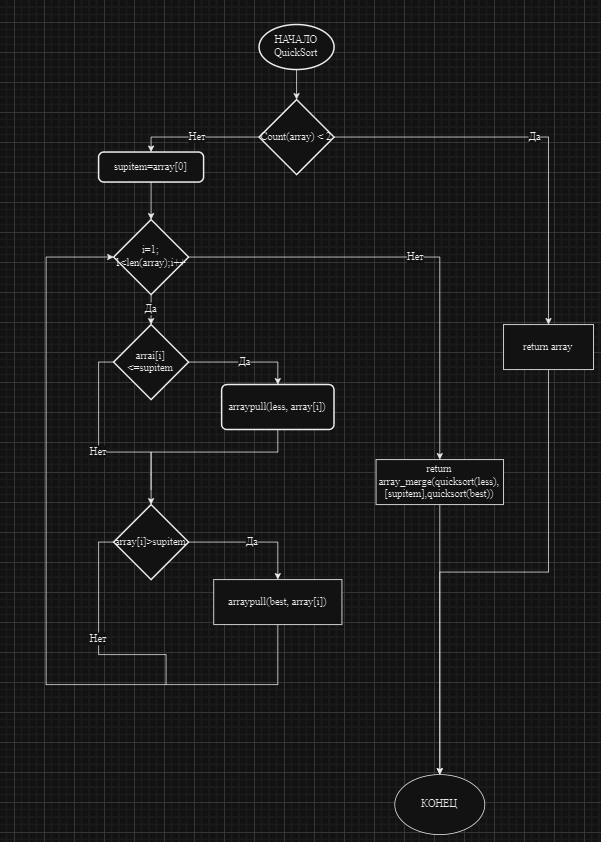 НАЧАЛО
QuickSort
Count(array) < 2
Нет
Да
supitem=array[0]
i=1;
i<len(array);i++
Нет
Да
arrai[i]
<=supitem
Да
return array
arraypull(less, array[i])
Нет
return
array_merge(quicksort(less),
[supitem],quicksort(best))
array[i]>supitem
Да
arraypull(best, array[i])
Нет
КОНЕЦ